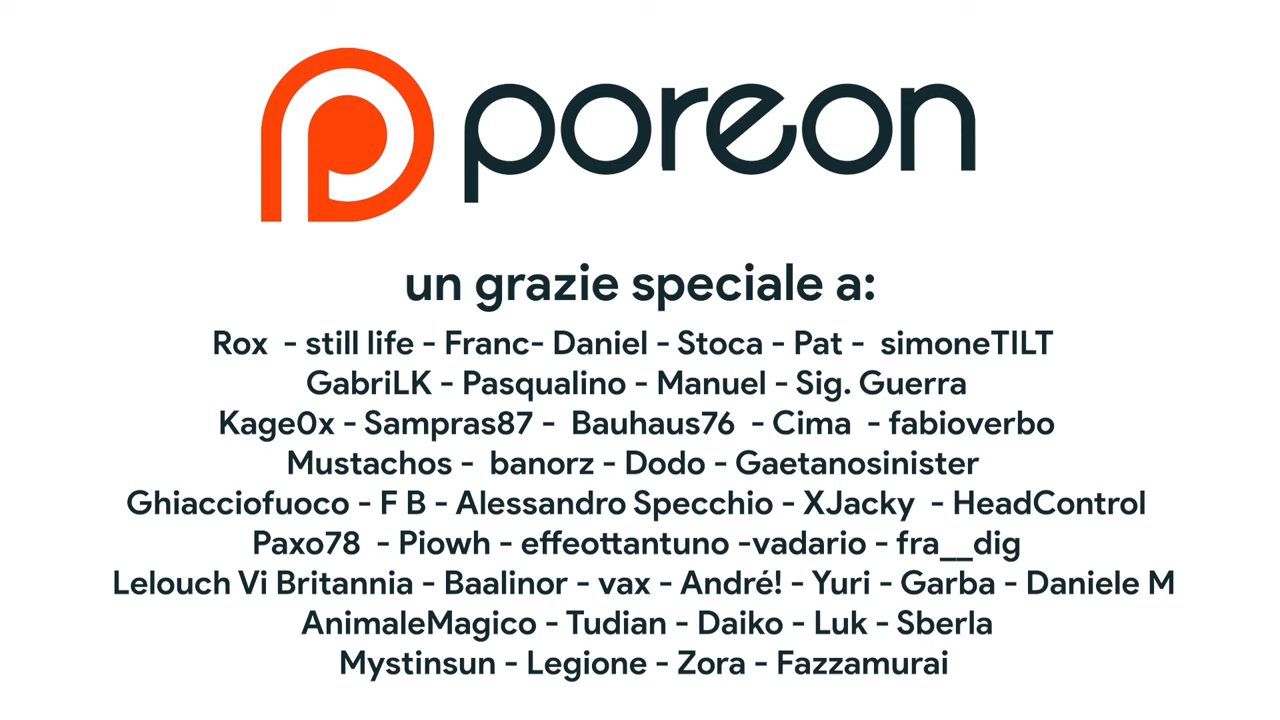 poreon
un grazie speciale a:
Rox - still life - Franc- Daniel - Stoca - Pat - simoneTILT
GabriLK - Pasqualino - Manuel - Sig. Guerra
Kage0x - Sampras87 - Bauhaus76 - Cima - fabioverbo
Mustachos - banorz - Dodo - Gaetanosinister
Ghiacciofuoco - F B - Alessandro Specchio - XJacky - HeadControl
Paxo78 - Piowh - effeottantuno -vadario - fra__dig
Lelouch Vi Britannia - Baalinor - vax - André! - Yuri - Garba - Daniele M
AnimaleMagico - Tudian - Daiko - Luk - Sberla
Mystinsun - Legione - Zora - Fazzamurai